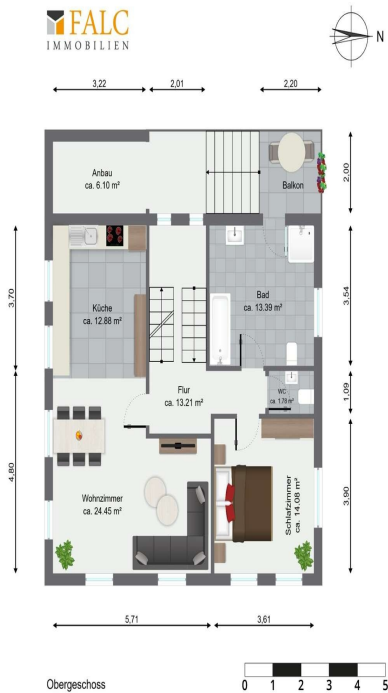 FALC
IMMOBILIEN
N
3,22
2,01
2,20
Anbau
ca. 6.10 m²
Balkon
2,00
3,70
Küche
ca. 12.88 m²
Bad
ca. 13.39 m²
3,54
Flur
ca. 13.21 m²
WC
ca. 1.78 m²
1,09
4,80
Wohnzimmer
ca. 24.45 m²
Schlafzimmer
ca. 14.08 m²
3,90
5,71
3,61
Obergeschoss
0 1 2 3 4 5